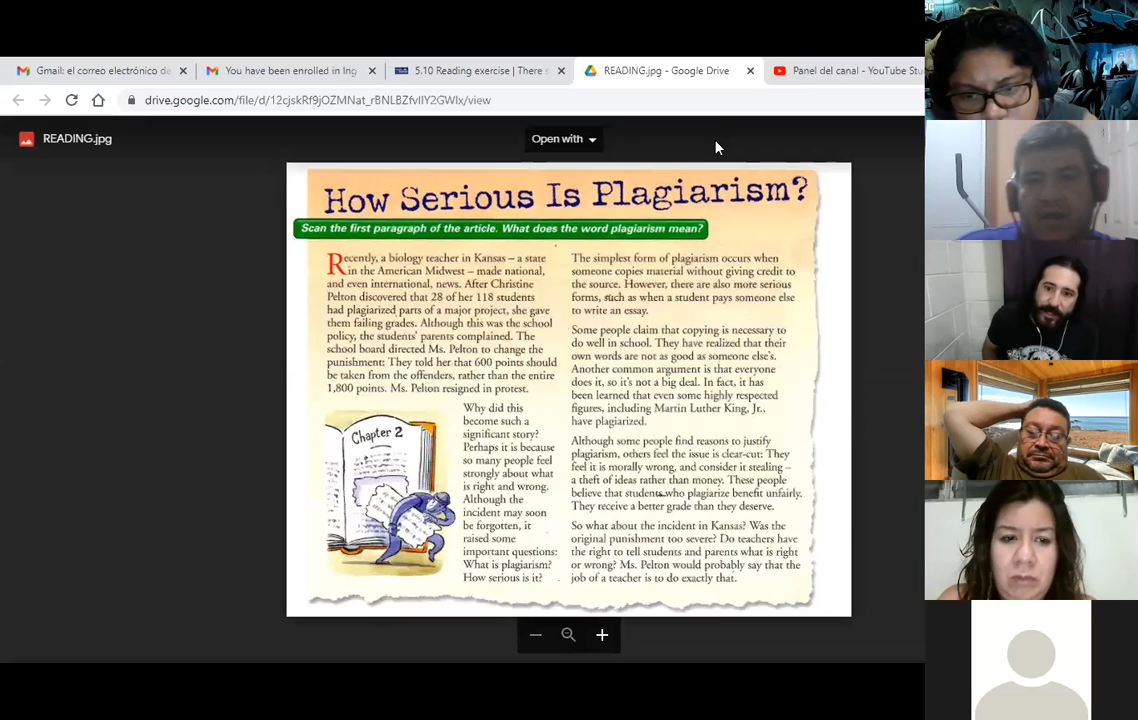 Gmail: el correo electrónico de
You have been enrolled in Ing
5.10 Reading exercise | There s
READING.jpg - Google Drive
Panel del canal - YouTube Stu
drive.google.com/file/d/12cjskRf9jOZMNat_rBNLBZfvIIY2GWlx/view
READING.jpg
Open with
How Serious Is Plagiarism?
Scan the first paragraph of the article. What does the word plagiarism mean?
Recently, a biology teacher in Kansas – a state
in the American Midwest – made national,
and even international, news. After Christine
Pelton discovered that 28 of her 118 students
had plagiarized parts of a major project, she gave
them failing grades. Although this was the school
policy, the students' parents complained. The
school board directed Ms. Pelton to change the
punishment: They told her that 600 points should
be taken from the offenders, rather than the entire
1,800 points. Ms. Pelton resigned in protest.
Chapter 2
Why did this
become such a
significant story?
Perhaps it is because
so many people feel
strongly about what
is right and wrong.
Although the
incident may soon
be forgotten, it
raised some
important questions:
What is plagiarism?
How serious is it?
The simplest form of plagiarism occurs when
someone copies material without giving credit to
the source. However, there are also more serious
forms, such as when a student pays someone else
to write an essay.
Some people claim that copying is necessary to
do well in school. They have realized that their
own words are not as good as someone else's.
Another common argument is that everyone
does it, so it's not a big deal. In fact, it has
been learned that even some highly respected
figures, including Martin Luther King, Jr.,
have plagiarized.
Although some people find reasons to justify
plagiarism, others feel the issue is clear-cut: They
feel it is morally wrong, and consider it stealing –
a theft of ideas rather than money. These people
believe that students who plagiarize benefit unfairly.
They receive a better grade than they deserve.
So what about the incident in Kansas? Was the
original punishment too severe? Do teachers have
the right to tell students and parents what is right
or wrong? Ms. Pelton would probably say that the
job of a teacher is to do exactly that.